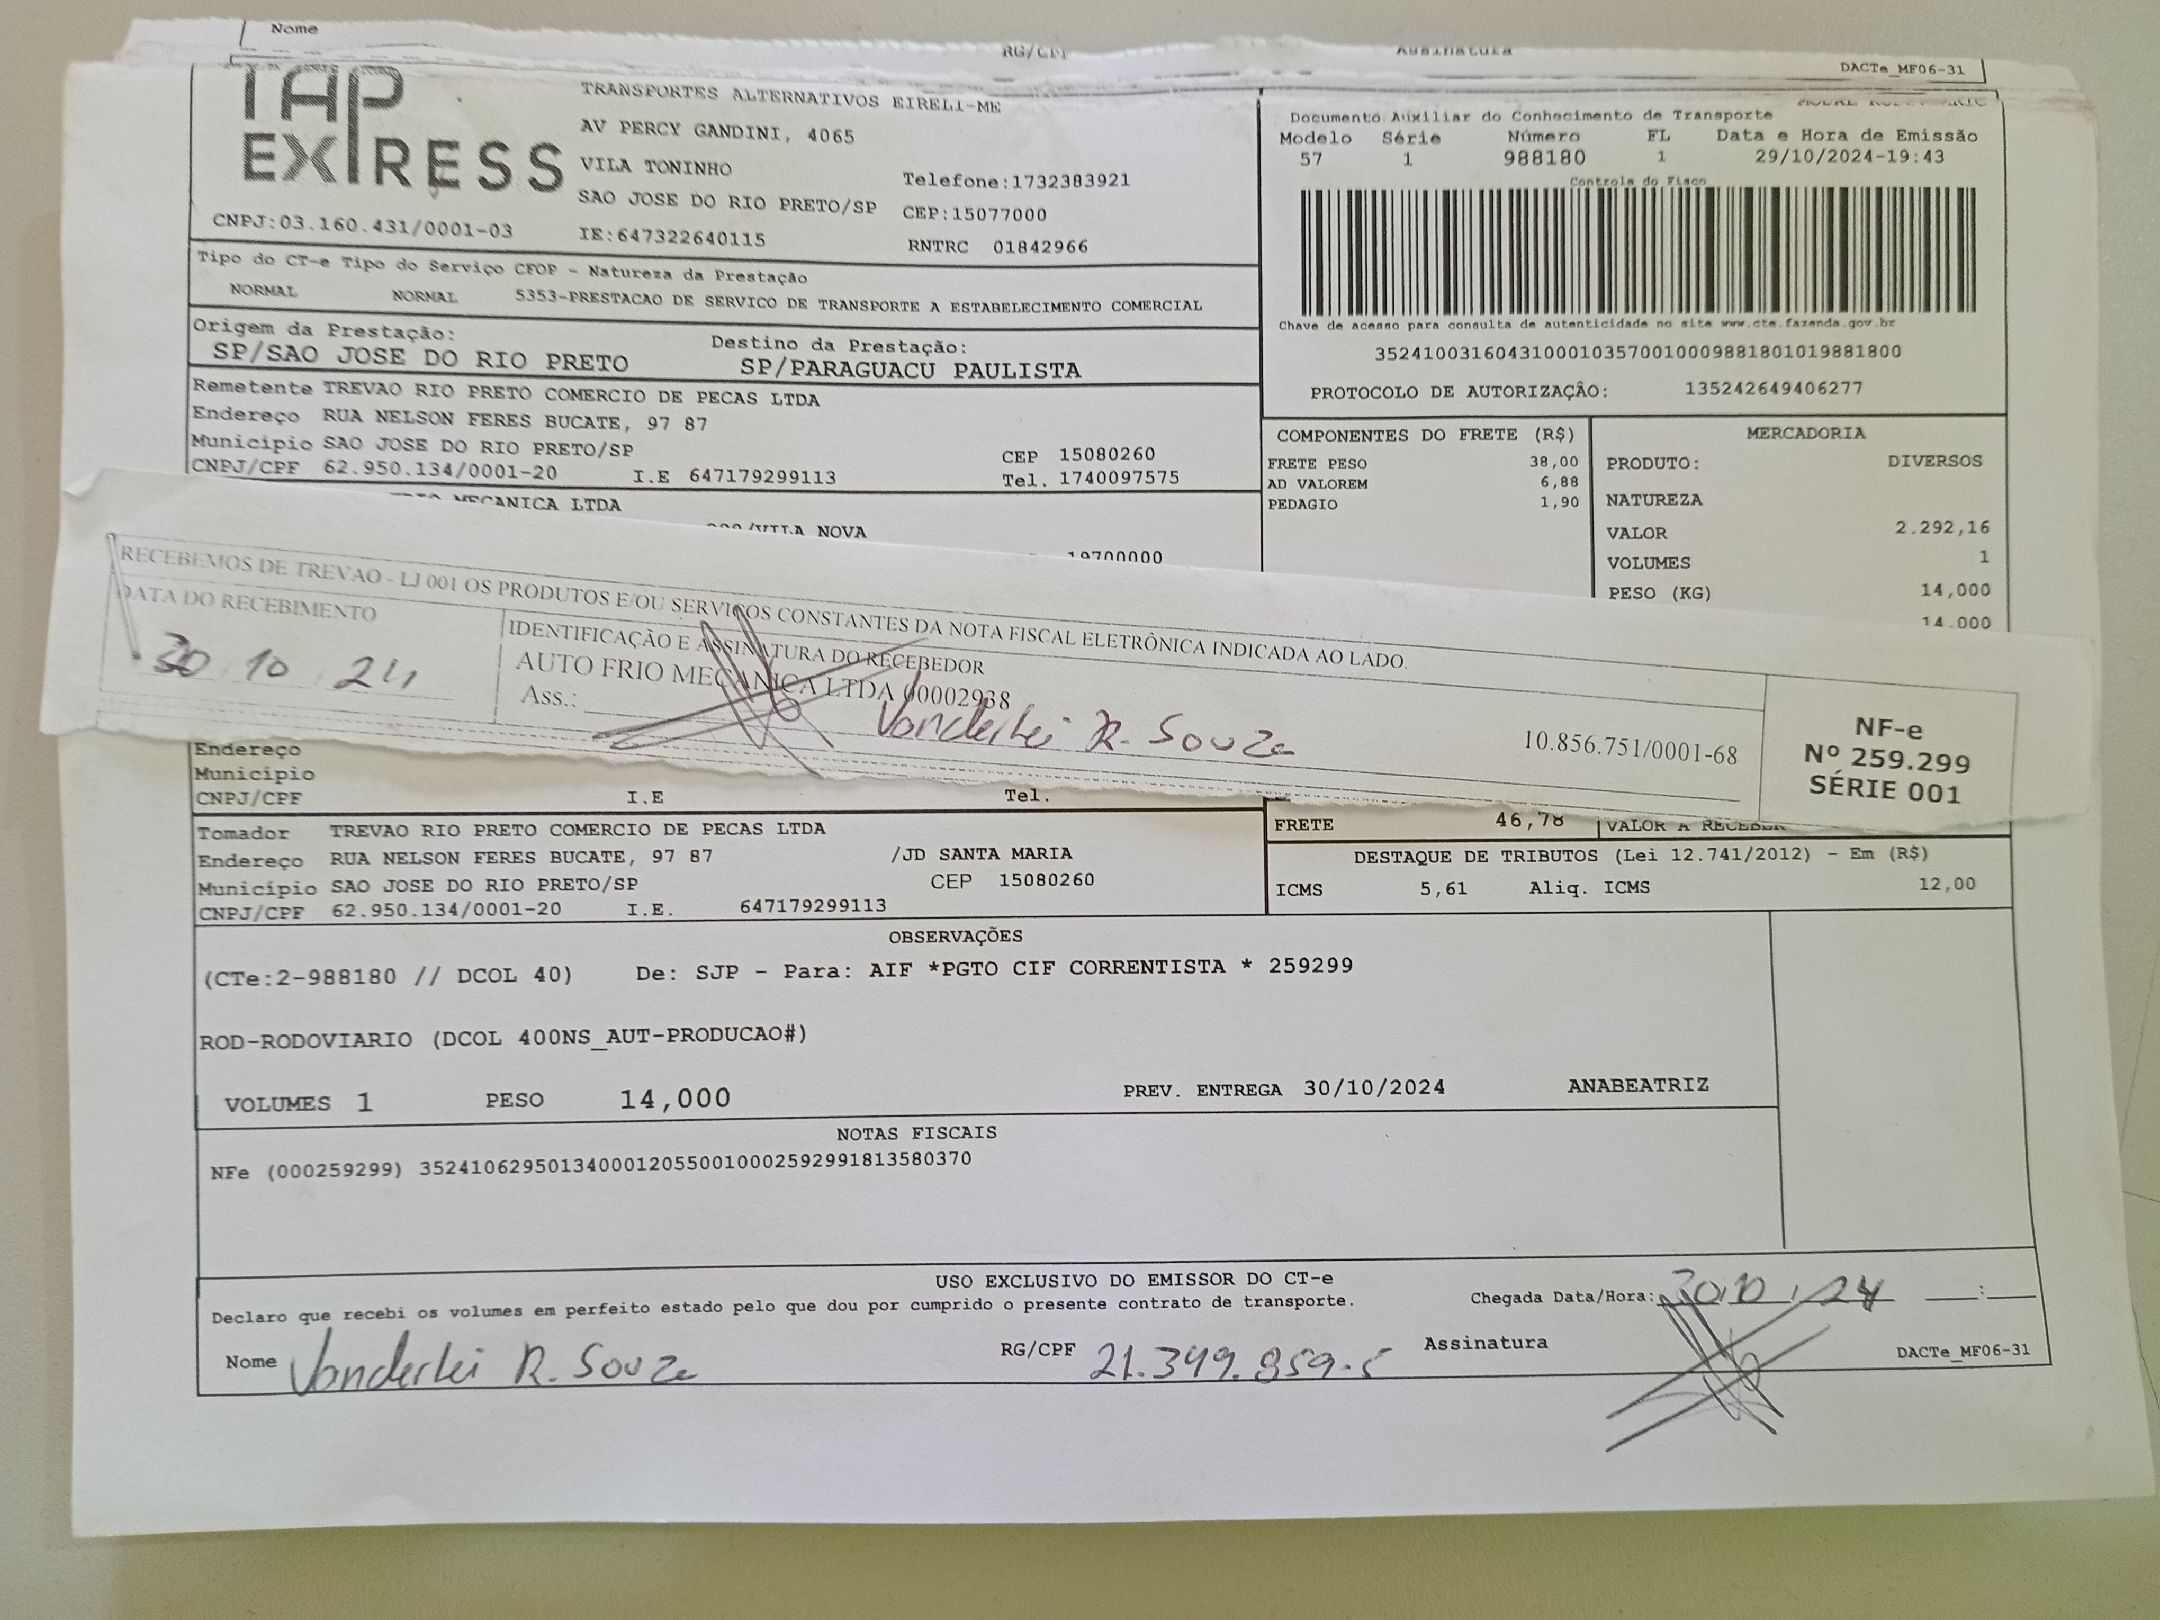 Nome
RG/CPF
Assinatura
DACTe_MF06-31
TAP EXPRESS
TRANSPORTES ALTERNATIVOS EIRELI-ME
AV PERCY GANDINI, 4065
VILA TONINHO
Telefone:1732383921
SAO JOSE DO RIO PRETO/SP CEP:15077000
CNPJ:03.160.431/0001-03 IE:647322640115 RNTRC 01842966
Documento Auxiliar do Conhecimento de Transporte
Modelo Série Número FL Data e Hora de Emissão
57 1 988180 1 29/10/2024-19:43
Controle do Fisco
Chave de acesso para consulta de autenticidade no site www.cte.fazenda.gov.br
35241003160431000103570010009881801019881800
PROTOCOLO DE AUTORIZAÇÃO: 135242649406277
Tipo do CT-e Tipo do Serviço CFOP - Natureza da Prestação
NORMAL NORMAL 5353-PRESTACAO DE SERVICO DE TRANSPORTE A ESTABELECIMENTO COMERCIAL
Origem da Prestação: Destino da Prestação:
SP/SAO JOSE DO RIO PRETO SP/PARAGUACU PAULISTA
Remetente TREVAO RIO PRETO COMERCIO DE PECAS LTDA
Endereço RUA NELSON FERES BUCATE, 97 87
Município SAO JOSE DO RIO PRETO/SP CEP 15080260
CNPJ/CPF 62.950.134/0001-20 I.E 647179299113 Tel. 1740097575
MECANICA LTDA
/VILA NOVA
19700000
COMPONENTES DO FRETE (R$)
FRETE PESO 38,00
AD VALOREM 6,88
PEDAGIO 1,90
MERCADORIA
PRODUTO: DIVERSOS
NATUREZA
VALOR 2.292,16
VOLUMES 1
PESO (KG) 14,000
14.000
RECEBEMOS DE TREVAO - LJ 001 OS PRODUTOS E/OU SERVIÇOS CONSTANTES DA NOTA FISCAL ELETRÔNICA INDICADA AO LADO.
DATA DO RECEBIMENTO
30 10 24
IDENTIFICAÇÃO E ASSINATURA DO RECEBEDOR
AUTO FRIO MECANICA LTDA 00002938
Ass.:
Vanderlei R. Souza
10.856.751/0001-68
NF-e
Nº 259.299
SÉRIE 001
Endereço
Município
CNPJ/CPF I.E Tel.
FRETE 46,78 VALOR A RECEBER
Tomador TREVAO RIO PRETO COMERCIO DE PECAS LTDA
Endereço RUA NELSON FERES BUCATE, 97 87 /JD SANTA MARIA
Município SAO JOSE DO RIO PRETO/SP CEP 15080260
CNPJ/CPF 62.950.134/0001-20 I.E. 647179299113
DESTAQUE DE TRIBUTOS (Lei 12.741/2012) - Em (R$)
ICMS 5,61 Aliq. ICMS 12,00
OBSERVAÇÕES
(CTe:2-988180 // DCOL 40) De: SJP - Para: AIF *PGTO CIF CORRENTISTA * 259299
ROD-RODOVIARIO (DCOL 400NS_AUT-PRODUCAO#)
VOLUMES 1 PESO 14,000 PREV. ENTREGA 30/10/2024 ANABEATRIZ
NOTAS FISCAIS
NFe (000259299) 35241062950134000120550010002592991813580370
USO EXCLUSIVO DO EMISSOR DO CT-e
Declaro que recebi os volumes em perfeito estado pelo que dou por cumprido o presente contrato de transporte.
Chegada Data/Hora: 30 10 24 __:__
Nome Vanderlei R. Souza RG/CPF 21.349.859-5 Assinatura
DACTe_MF06-31